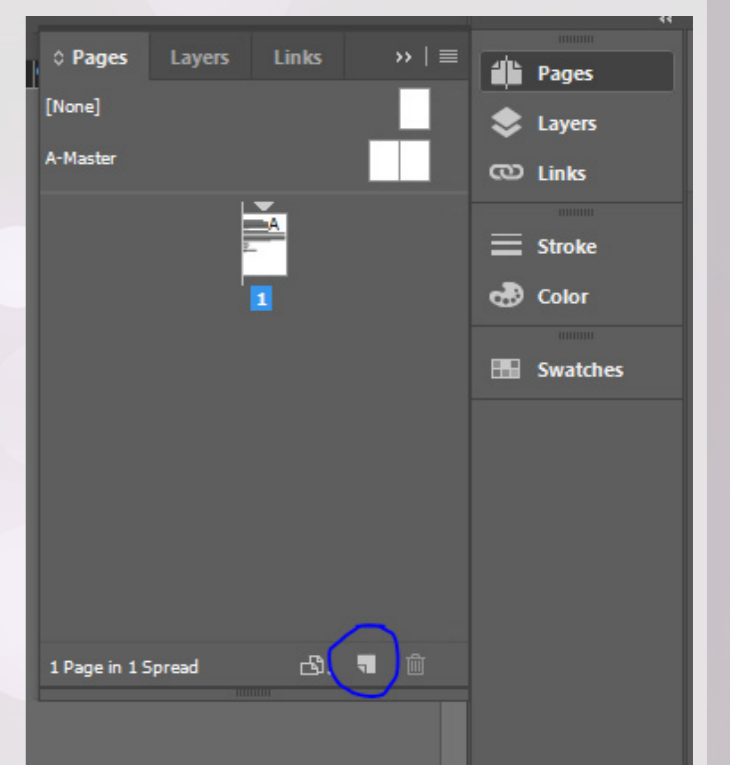 Pages Layers Links
[None]
A-Master
A
1
1 Page in 1 Spread
Pages
Layers
Links
Stroke
Color
Swatches